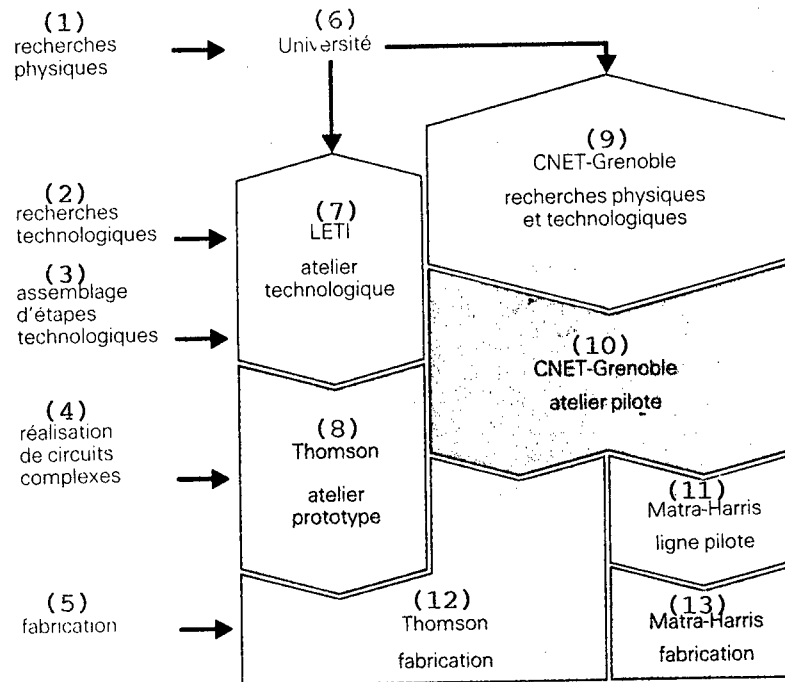 (1)
recherches
physiques
(6)
Université
(2)
recherches
technologiques
(3)
assemblage
d'étapes
technologiques
(4)
réalisation
de circuits
complexes
(5)
fabrication
(7)
LETI
atelier
technologique
(8)
Thomson
atelier
prototype
(9)
CNET-Grenoble
recherches physiques
et technologiques
(10)
CNET-Grenoble
atelier pilote
(11)
Matra-Harris
ligne pilote
(12)
Thomson
fabrication
(13)
Matra-Harris
fabrication